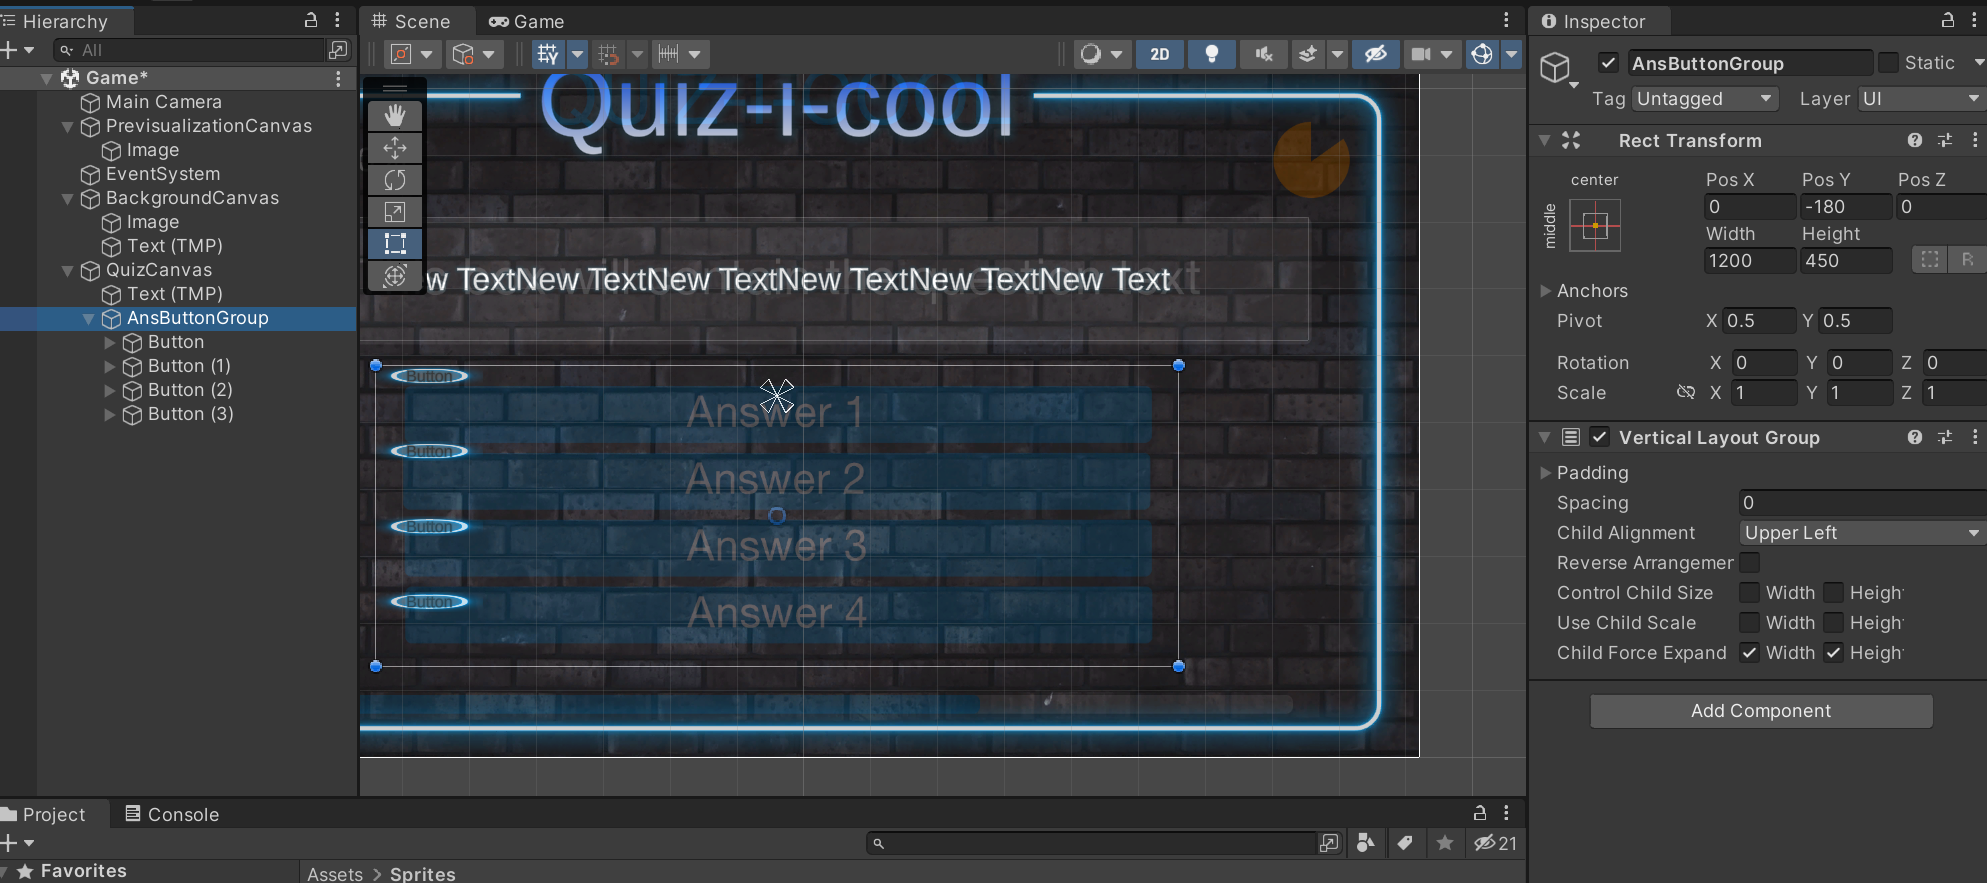 Hierarchy
All
Game*
Main Camera
PrevisualizationCanvas
Image
EventSystem
BackgroundCanvas
Image
Text (TMP)
QuizCanvas
Text (TMP)
AnsButtonGroup
Button
Button (1)
Button (2)
Button (3)
Scene
Game
2D
Quiz-i-cool
w TextNew TextNew TextNew TextNew TextNew Text
Button
Answer 1
Button
Answer 2
Button
Answer 3
Button
Answer 4
Inspector
AnsButtonGroup
Static
Tag Untagged Layer UI
Rect Transform
center
middle
Pos X Pos Y Pos Z
0 -180 0
Width Height
1200 450
R
Anchors
Pivot X 0.5 Y 0.5
Rotation X 0 Y 0 Z 0
Scale X 1 Y 1 Z 1
Vertical Layout Group
Padding
Spacing 0
Child Alignment Upper Left
Reverse Arrangemer
Control Child Size Width Heigh
Use Child Scale Width Heigh
Child Force Expand Width Heigh
Add Component
Project
Console
21
Favorites
Assets > Sprites